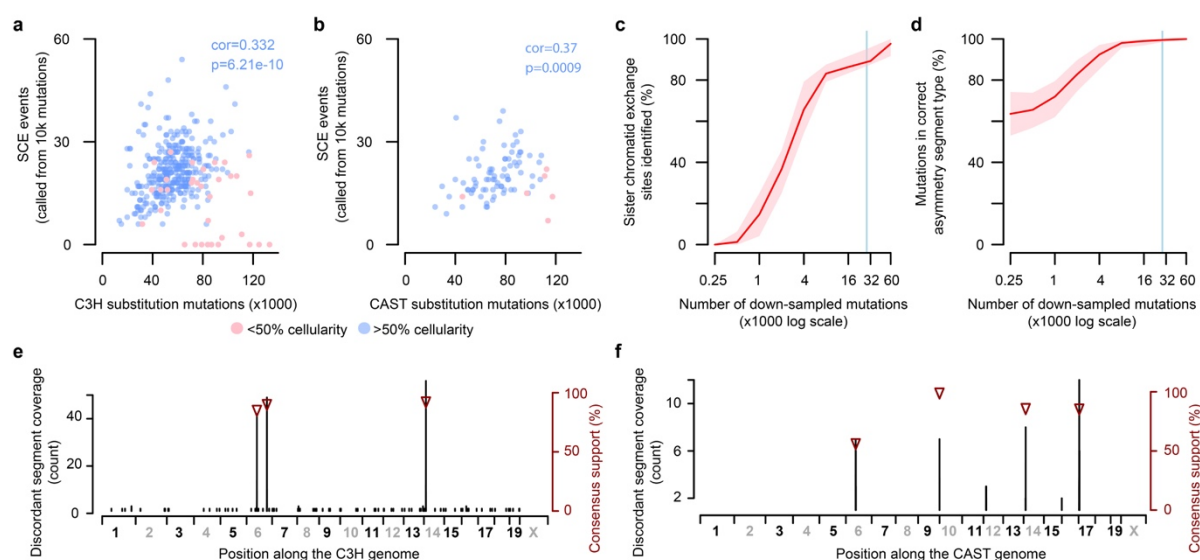 a
SCE events
(called from 10k mutations)
60
30
0
cor=0.332
p=6.21e-10
0
40
80
120
C3H substitution mutations (x1000)
b
SCE events
(called from 10k mutations)
60
30
0
cor=0.37
p=0.0009
0
40
80
120
CAST substitution mutations (x1000)
<50% cellularity
>50% cellularity
c
Sister chromatid exchange
sites identified (%)
100
80
40
0
0.25
1
4
16
32
60
Number of down-sampled mutations
(x1000 log scale)
d
Mutations in correct
asymmetry segment type (%)
100
80
40
0
0.25
1
4
16
32
60
Number of down-sampled mutations
(x1000 log scale)
e
Discordant segment coverage
(count)
40
20
0
100
50
0
Consensus support (%)
1 2 3 4 5 6 7 8 9 10 11 12 13 14 15 17 19 X
Position along the C3H genome
f
Discordant segment coverage
(count)
10
6
2
100
50
0
Consensus support (%)
1 2 3 4 5 6 7 8 9 10 11 12 13 14 15 17 19 X
Position along the CAST genome